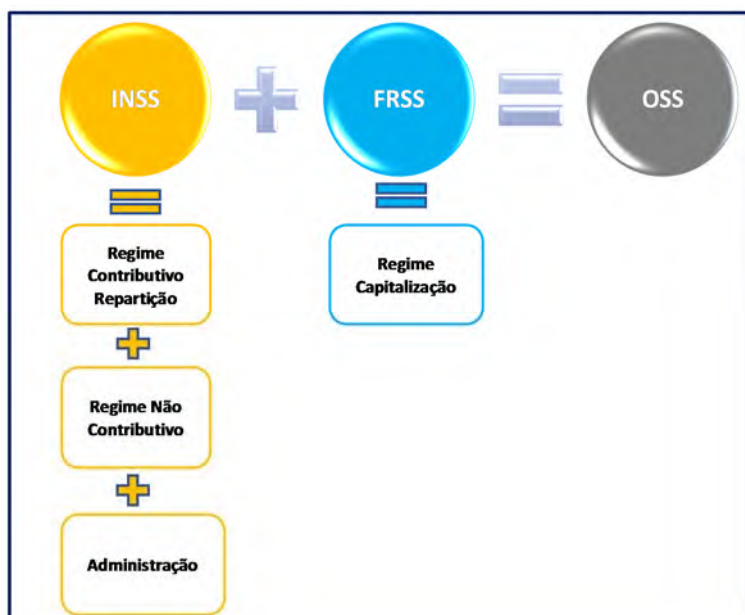 INSS
FRSS
OSS
Regime
Contributivo
Repartição
Regime
Capitalização
Regime Não
Contributivo
Administração